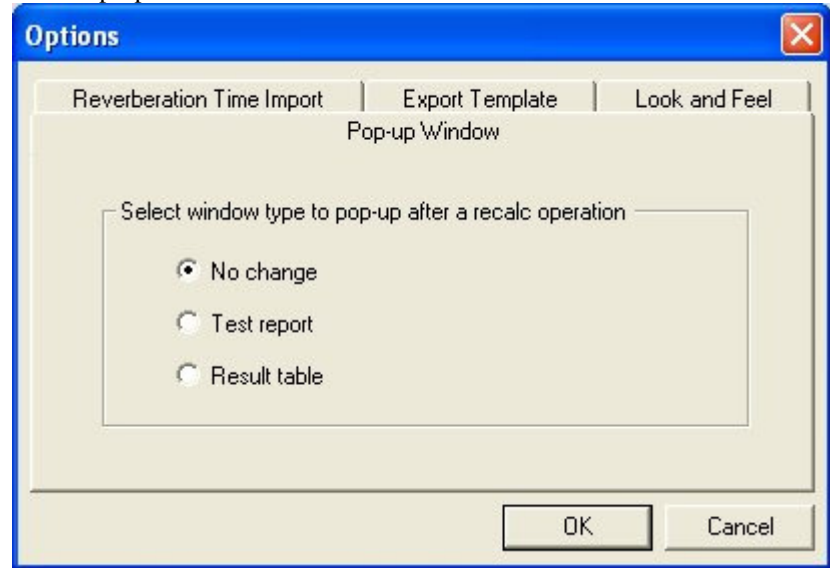 Options
Reverberation Time Import Export Template Look and Feel
Pop-up Window
Select window type to pop-up after a recalc operation
No change
Test report
Result table
OK Cancel